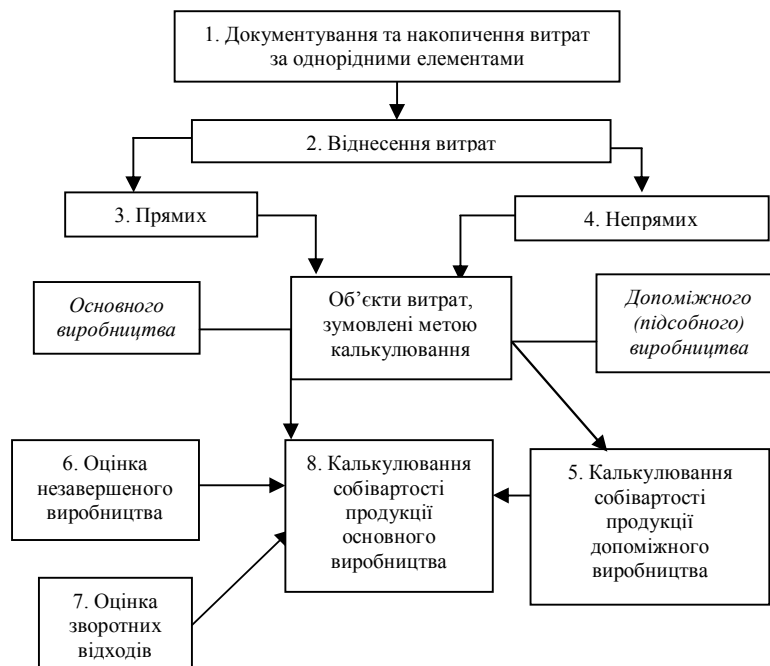 1. Документування та накопичення витрат
за однорідними елементами
2. Віднесення витрат
3. Прямих
4. Непрямих
Основного
виробництва
Об’єкти витрат,
зумовлені метою
калькулювання
Допоміжного
(підсобного)
виробництва
6. Оцінка
незавершеного
виробництва
8. Калькулювання
собівартості
продукції
основного
виробництва
5. Калькулювання
собівартості
продукції
допоміжного
виробництва
7. Оцінка
зворотних
відходів